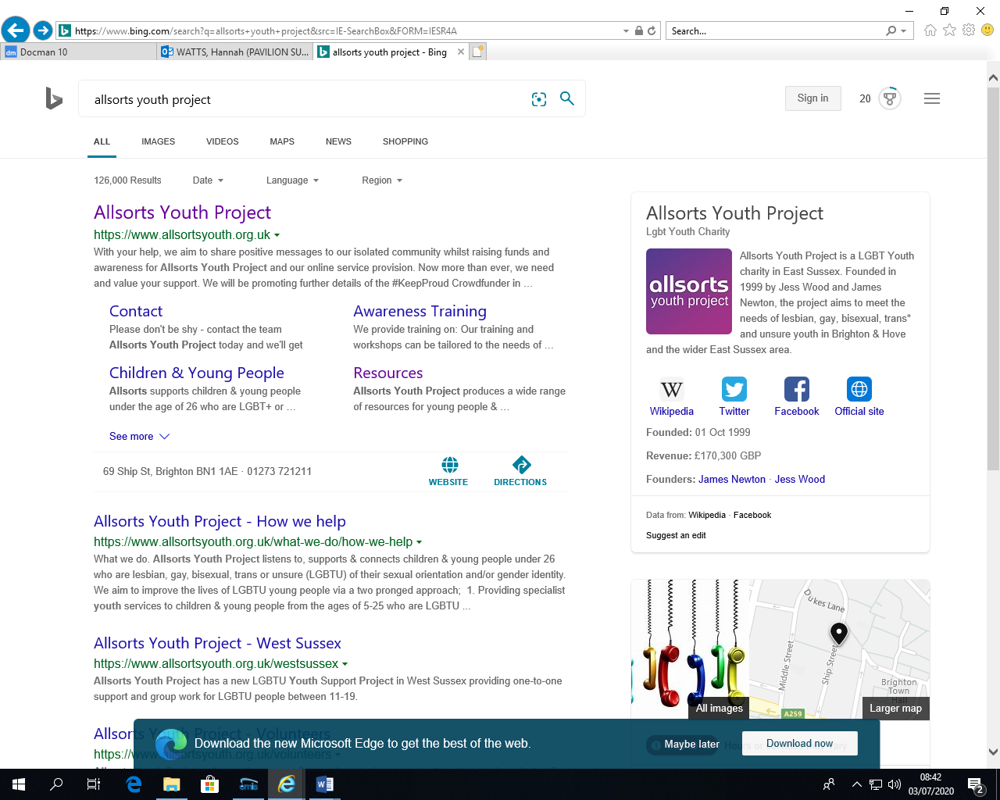 https://www.bing.com/search?q=allsorts+youth+project&src=IE-SearchBox&FORM=IESR4A
Search...
dm Docman 10
WATTS, Hannah (PAVILION SU...
allsorts youth project - Bing
allsorts youth project
Sign in
20
ALL
IMAGES
VIDEOS
MAPS
NEWS
SHOPPING
126,000 Results
Date
Language
Region
Allsorts Youth Project
https://www.allsortsyouth.org.uk
With your help, we aim to share positive messages to our isolated community whilst raising funds and
awareness for Allsorts Youth Project and our online service provision. Now more than ever, we need
and value your support. We will be promoting further details of the #KeepProud Crowdfunder in ...
Contact
Please don't be shy - contact the team
Allsorts Youth Project today and we'll get
Awareness Training
We provide training on: Our training and
workshops can be tailored to the needs of ...
Children & Young People
Allsorts supports children & young people
under the age of 26 who are LGBT+ or ...
Resources
Allsorts Youth Project produces a wide range
of resources for young people & ...
See more
69 Ship St, Brighton BN1 1AE · 01273 721211
WEBSITE
DIRECTIONS
Allsorts Youth Project - How we help
https://www.allsortsyouth.org.uk/what-we-do/how-we-help
What we do. Allsorts Youth Project listens to, supports & connects children & young people under 26
who are lesbian, gay, bisexual, trans or unsure (LGBTU) of their sexual orientation and/or gender identity.
We aim to improve the lives of LGBTU young people via a two pronged approach; 1. Providing specialist
youth services to children & young people from the ages of 5-25 who are LGBTU ...
Allsorts Youth Project - West Sussex
https://www.allsortsyouth.org.uk/westsussex
Allsorts Youth Project has a new LGBTU Youth Support Project in West Sussex providing one-to-one
support and group work for LGBTU people between 11-19.
Allsorts Youth Project - Volunteers
https://www.allsortsyouth.org.uk/volunteers
Allsorts Youth Project
Lgbt Youth Charity
allsorts
youth project
Allsorts Youth Project is a LGBT Youth
charity in East Sussex. Founded in
1999 by Jess Wood and James
Newton, the project aims to meet the
needs of lesbian, gay, bisexual, trans*
and unsure youth in Brighton & Hove
and the wider East Sussex area.
W
Wikipedia
Twitter
Facebook
Official site
Founded: 01 Oct 1999
Revenue: £170,300 GBP
Founders: James Newton · Jess Wood
Data from: Wikipedia · Facebook
Suggest an edit
Dukes Lane
Middle Street
Ship Street
Brighton
Town
Hall
A259
All images
Larger map
Download the new Microsoft Edge to get the best of the web.
Maybe later
Download now
08:42
03/07/2020
2